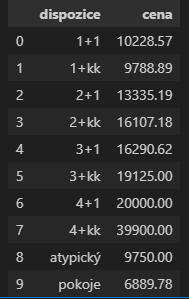 dispozice cena
0 1+1 10228.57
1 1+kk 9788.89
2 2+1 13335.19
3 2+kk 16107.18
4 3+1 16290.62
5 3+kk 19125.00
6 4+1 20000.00
7 4+kk 39900.00
8 atypický 9750.00
9 pokoje 6889.78